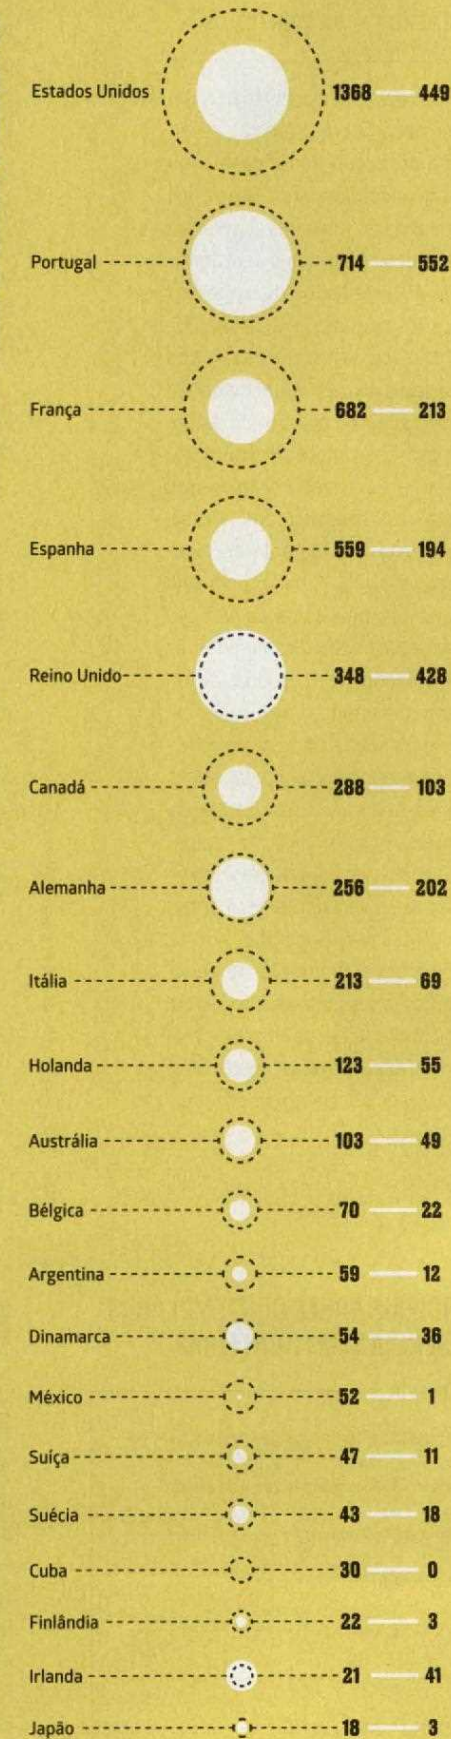 Estados Unidos 1368 449
Portugal 714 552
França 682 213
Espanha 559 194
Reino Unido 348 428
Canadá 288 103
Alemanha 256 202
Itália 213 69
Holanda 123 55
Austrália 103 49
Bélgica 70 22
Argentina 59 12
Dinamarca 54 36
México 52 1
Suíça 47 11
Suécia 43 18
Cuba 30 0
Finlândia 22 3
Irlanda 21 41
Japão 18 3